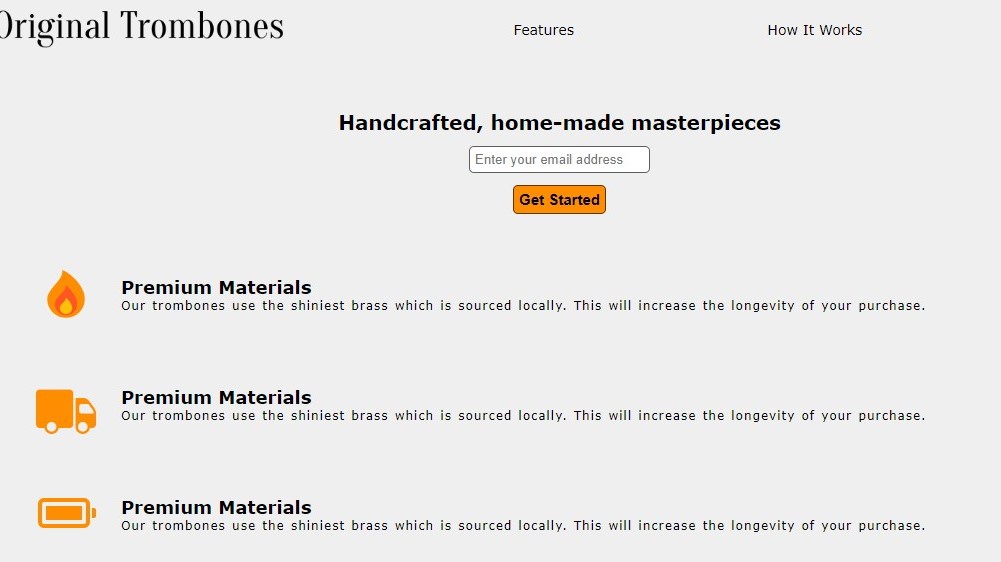 Original Trombones
Features
How It Works
Handcrafted, home-made masterpieces
Enter your email address
Get Started
Premium Materials
Our trombones use the shiniest brass which is sourced locally. This will increase the longevity of your purchase.
Premium Materials
Our trombones use the shiniest brass which is sourced locally. This will increase the longevity of your purchase.
Premium Materials
Our trombones use the shiniest brass which is sourced locally. This will increase the longevity of your purchase.